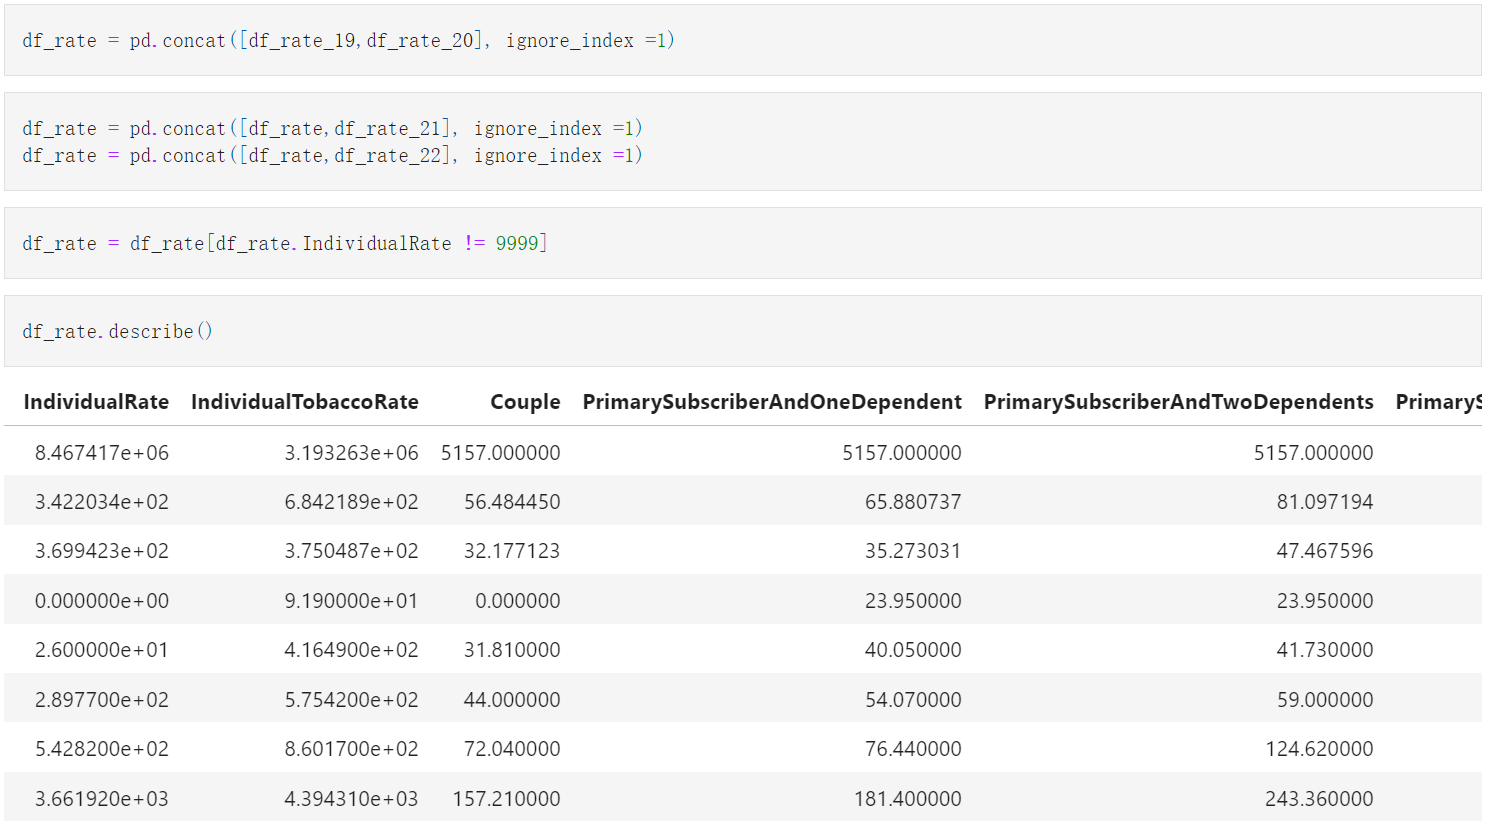 df_rate = pd.concat([df_rate_19,df_rate_20], ignore_index =1)
df_rate = pd.concat([df_rate,df_rate_21], ignore_index =1)
df_rate = pd.concat([df_rate,df_rate_22], ignore_index =1)
df_rate = df_rate[df_rate.IndividualRate != 9999]
df_rate.describe()
IndividualRate IndividualTobaccoRate Couple PrimarySubscriberAndOneDependent PrimarySubscriberAndTwoDependents PrimaryS
8.467417e+06 3.193263e+06 5157.000000 5157.000000 5157.000000
3.422034e+02 6.842189e+02 56.484450 65.880737 81.097194
3.699423e+02 3.750487e+02 32.177123 35.273031 47.467596
0.000000e+00 9.190000e+01 0.000000 23.950000 23.950000
2.600000e+01 4.164900e+02 31.810000 40.050000 41.730000
2.897700e+02 5.754200e+02 44.000000 54.070000 59.000000
5.428200e+02 8.601700e+02 72.040000 76.440000 124.620000
3.661920e+03 4.394310e+03 157.210000 181.400000 243.360000